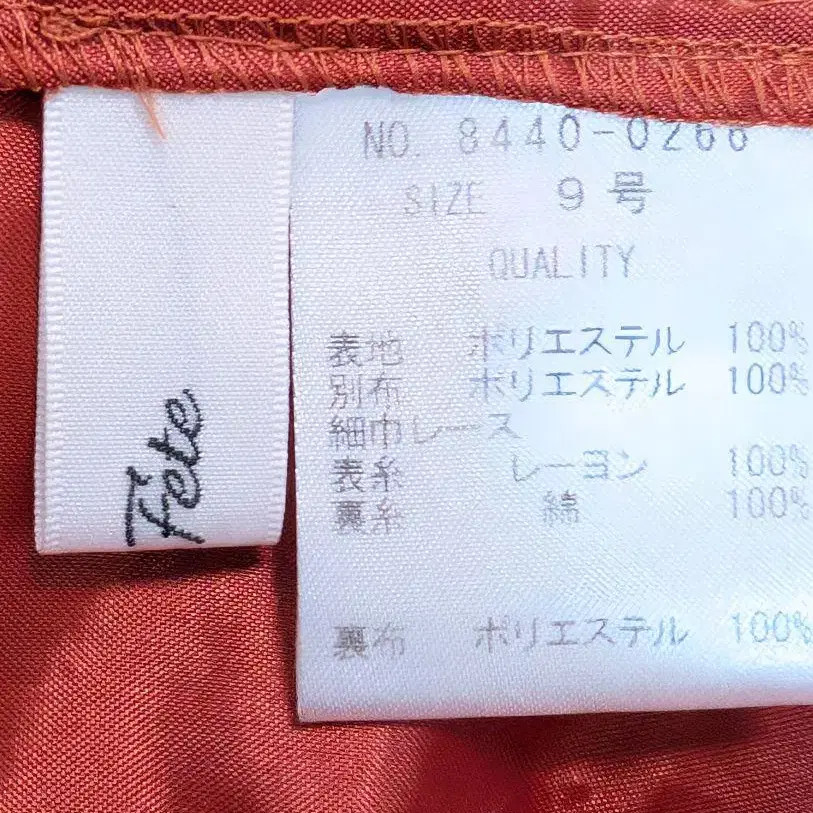 Fête
NO. 8440-0266
SIZE 9号
QUALITY
表地 ポリエステル 100%
別布 ポリエステル 100%
細巾レース
表糸 レーヨン 100%
裏糸 綿 100%
裏布 ポリエステル 100%